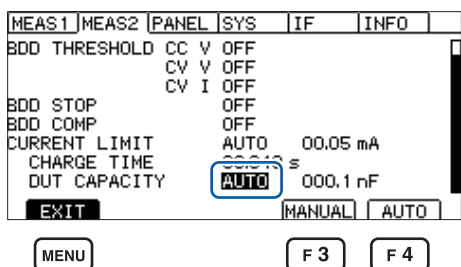 MEAS1 MEAS2 PANEL SYS IF INFO
BDD THRESHOLD CC V OFF
CV V OFF
CV I OFF
BDD STOP OFF
BDD COMP OFF
CURRENT LIMIT AUTO 00.05 mA
CHARGE TIME s
DUT CAPACITY AUTO 000.1 nF
EXIT MANUAL AUTO
MENU F3 F4